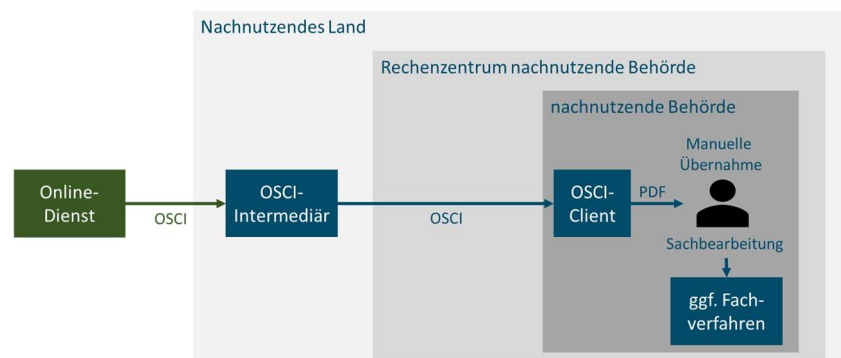 Nachnutzendes Land
Rechenzentrum nachnutzende Behörde
nachnutzende Behörde
Online-
Dienst
OSCI
OSCI-
Intermediär
OSCI
OSCI-
Client
PDF
Manuelle
Übernahme
Sachbearbeitung
ggf. Fach-
verfahren